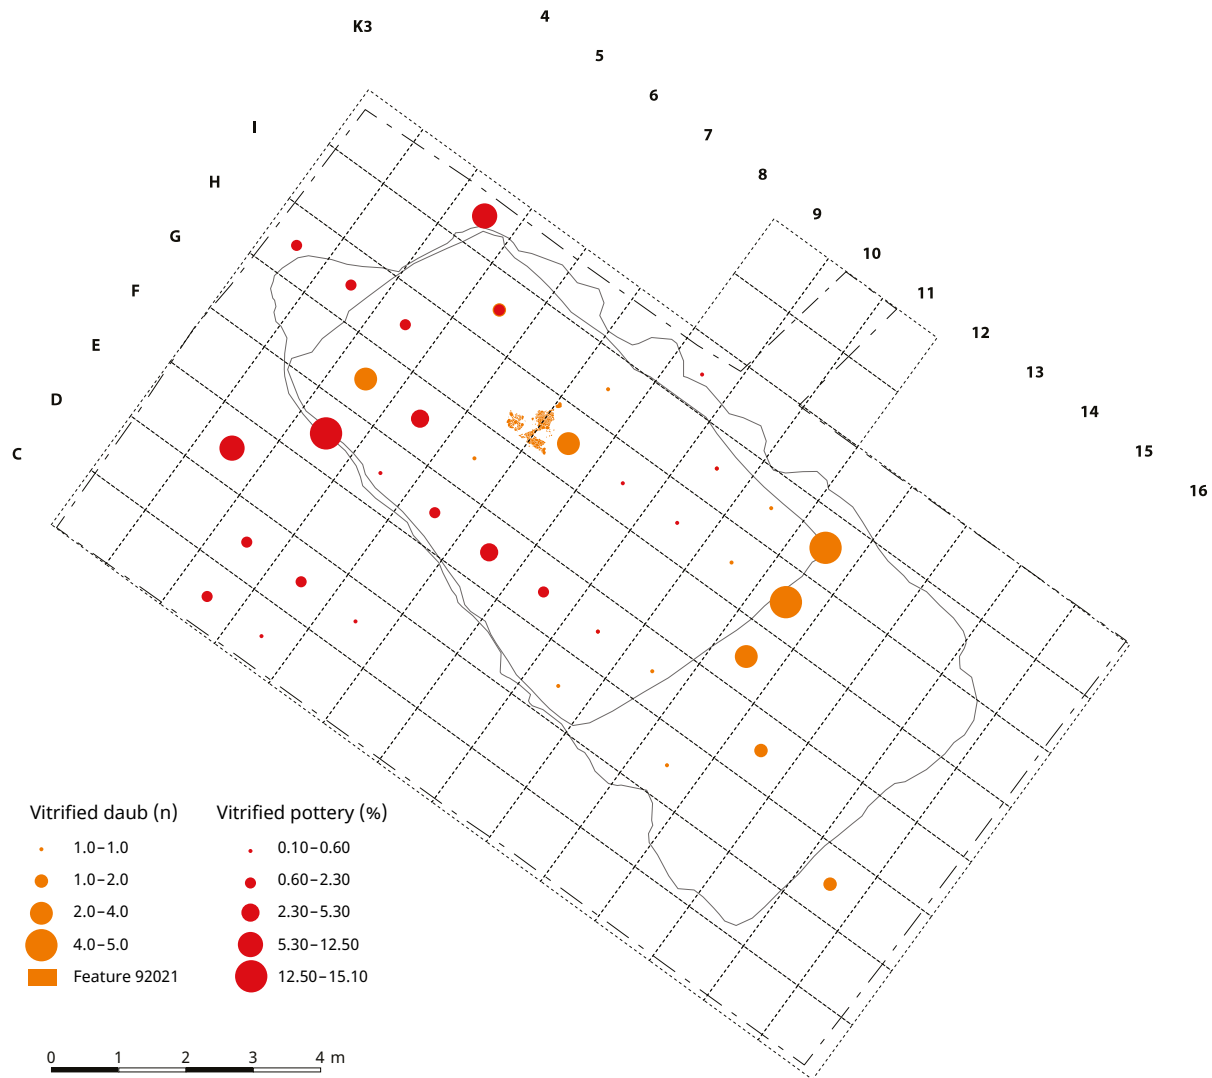 K3
4
5
6
7
8
9
10
11
12
13
14
15
16
I
H
G
F
E
D
C
Vitrified daub (n)
1.0–1.0
1.0–2.0
2.0–4.0
4.0–5.0
Feature 92021
Vitrified pottery (%)
0.10–0.60
0.60–2.30
2.30–5.30
5.30–12.50
12.50–15.10
0 1 2 3 4 m